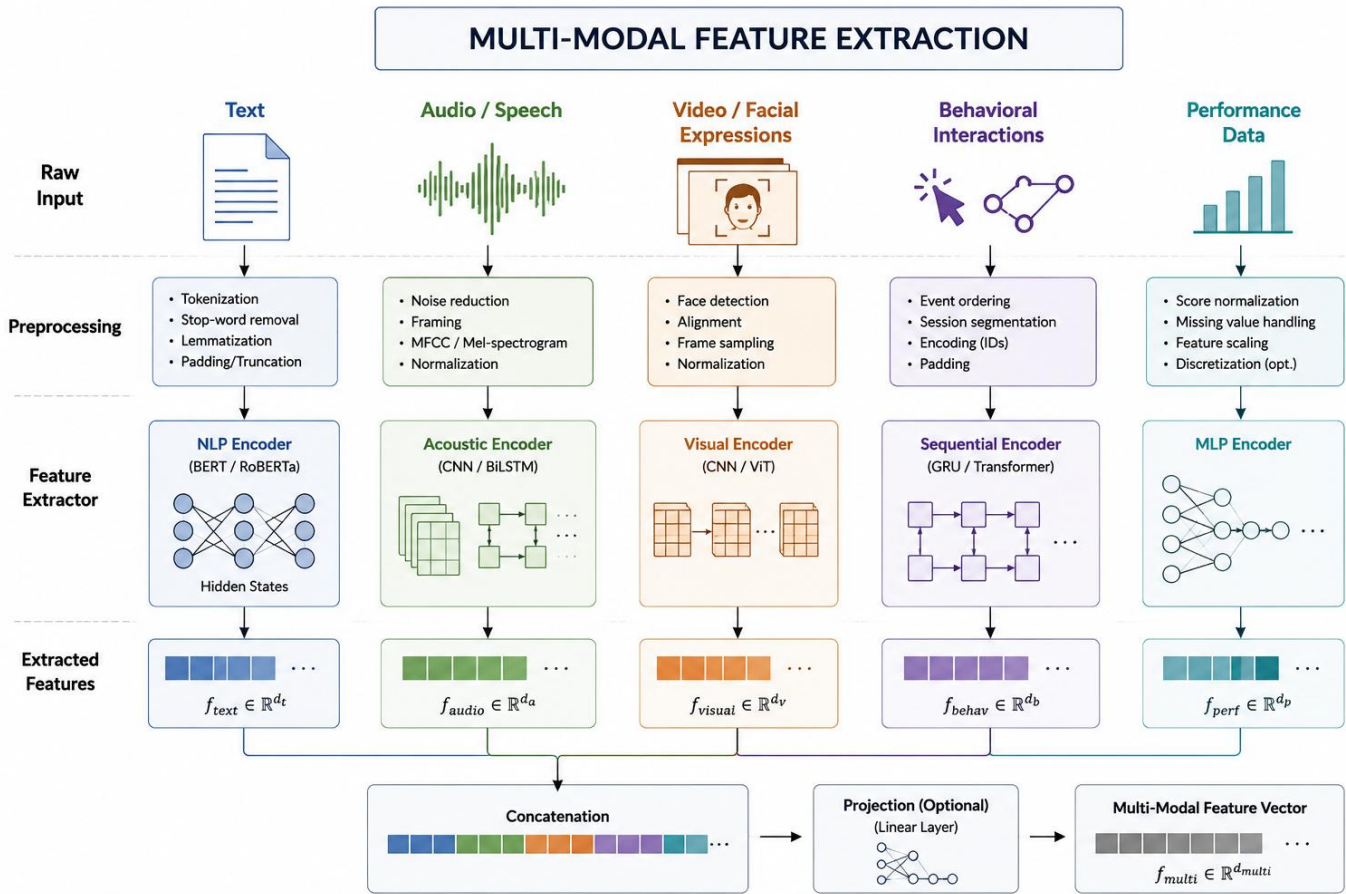 MULTI-MODAL FEATURE EXTRACTION
Text
Audio / Speech
Video / Facial
Expressions
Behavioral
Interactions
Performance
Data
Raw
Input
Preprocessing
• Tokenization
• Stop-word removal
• Lemmatization
• Padding/Truncation
• Noise reduction
• Framing
• MFCC / Mel-spectrogram
• Normalization
• Face detection
• Alignment
• Frame sampling
• Normalization
• Event ordering
• Session segmentation
• Encoding (IDs)
• Padding
• Score normalization
• Missing value handling
• Feature scaling
• Discretization (opt.)
Feature
Extractor
NLP Encoder
(BERT / RoBERTa)
Hidden States
Acoustic Encoder
(CNN / BiLSTM)
Visual Encoder
(CNN / ViT)
Sequential Encoder
(GRU / Transformer)
MLP Encoder
Extracted
Features
f_text ∈ ℝ^{d_t}
f_audio ∈ ℝ^{d_a}
f_visual ∈ ℝ^{d_v}
f_behav ∈ ℝ^{d_b}
f_perf ∈ ℝ^{d_p}
Concatenation
Projection (Optional)
(Linear Layer)
Multi-Modal Feature Vector
f_multi ∈ ℝ^{d_multi}